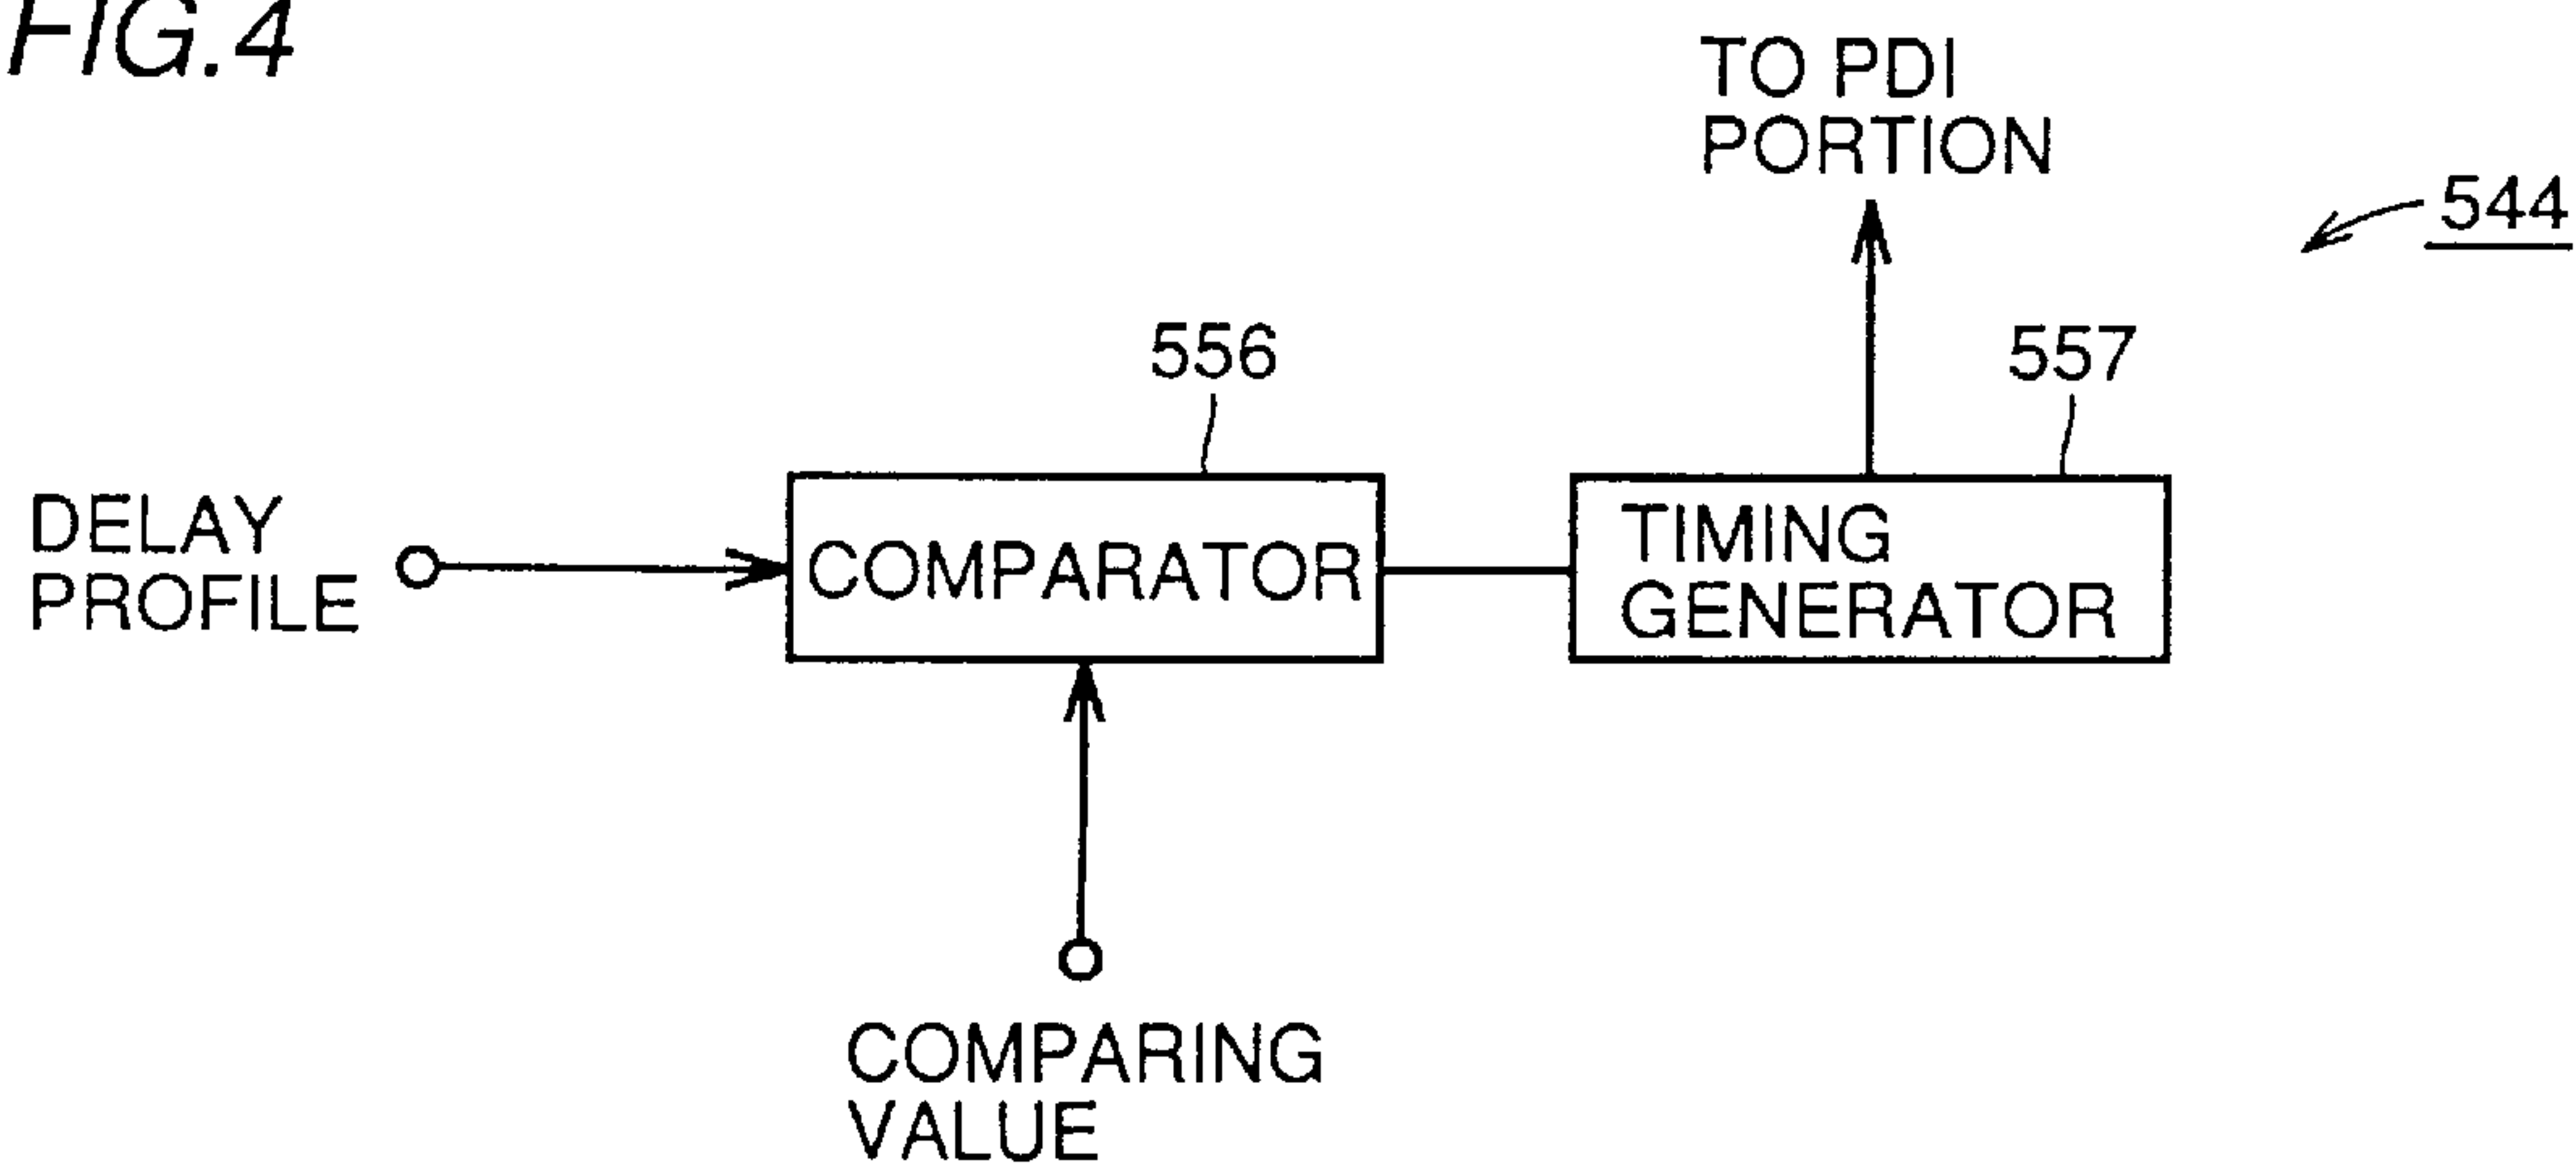 FIG.4
TO PDI
PORTION
544
556
557
DELAY
PROFILE
COMPARATOR
TIMING
GENERATOR
COMPARING
VALUE